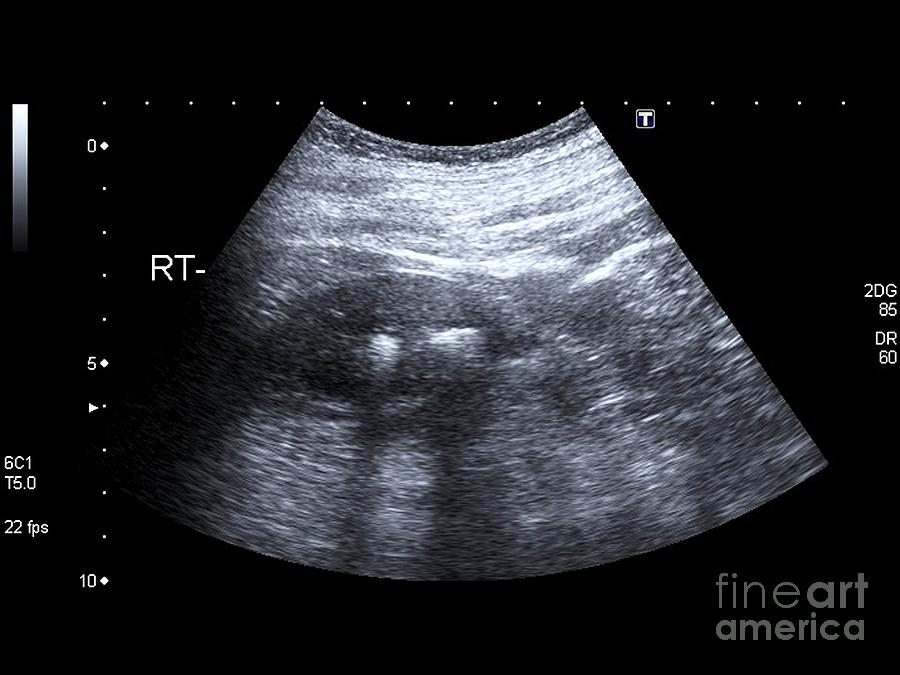 T
0
RT-
2DG
85
DR
60
5
6C1
T5.0
22 fps
10
fineart
america